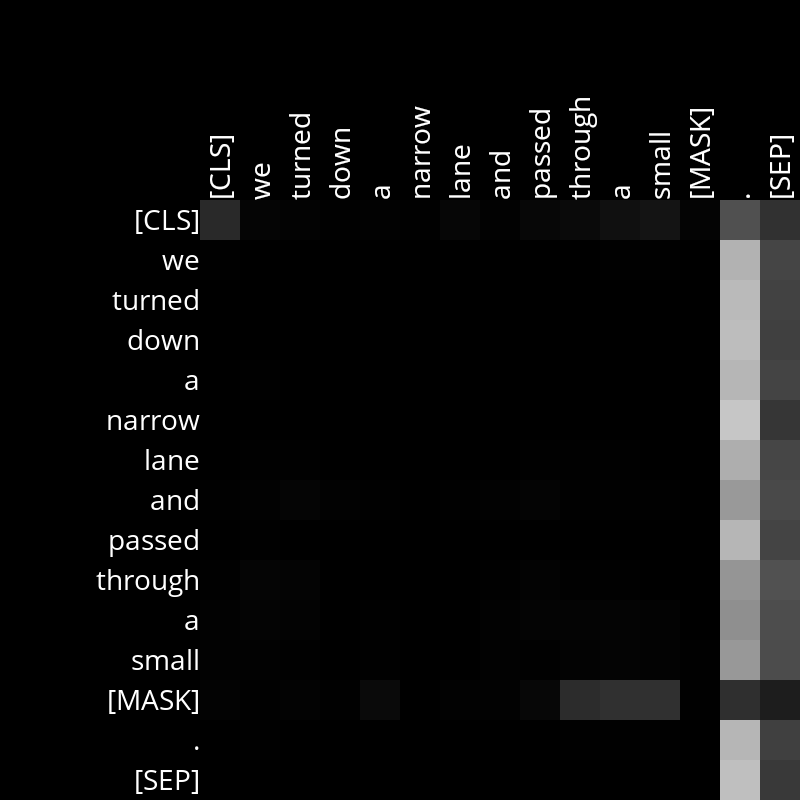 [CLS] we turned down a narrow lane and passed through a small [MASK] . [SEP]
[CLS]
we
turned
down
a
narrow
lane
and
passed
through
a
small
[MASK]
.
[SEP]